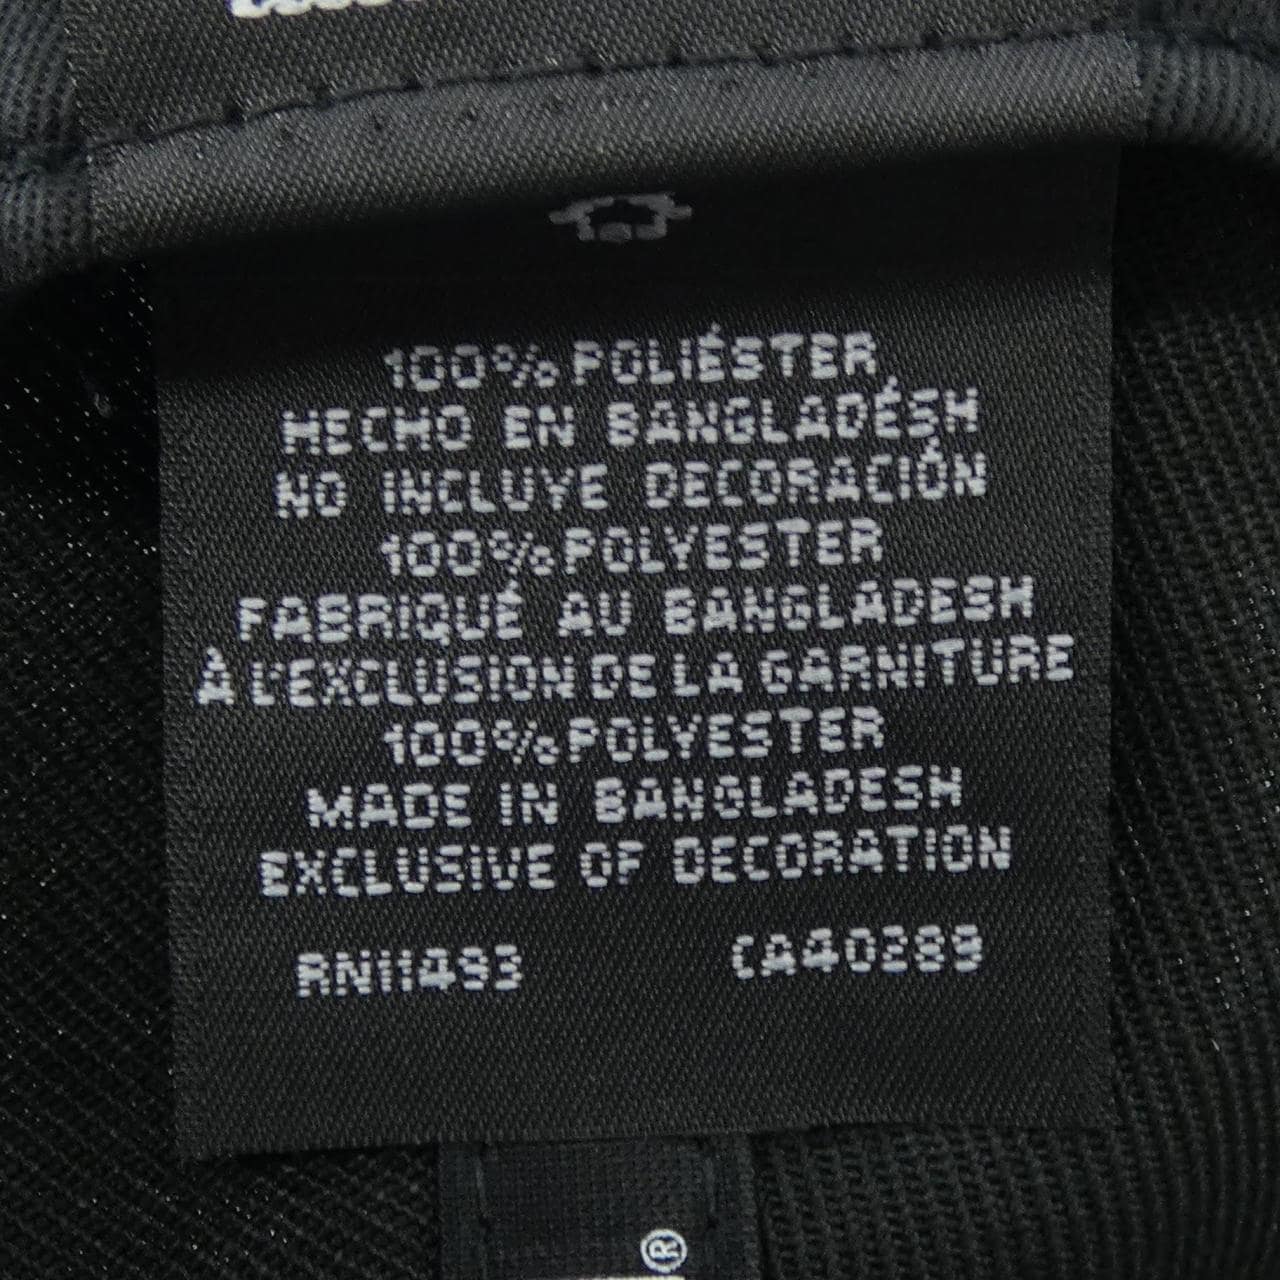 100% POLIÉSTER
HECHO EN BANGLADÉSH
NO INCLUYE DECORACIÓN
100% POLYESTER
FABRIQUÉ AU BANGLADESH
À L'EXCLUSION DE LA GARNITURE
100% POLYESTER
MADE IN BANGLADESH
EXCLUSIVE OF DECORATION
RN11493 CA40289
®